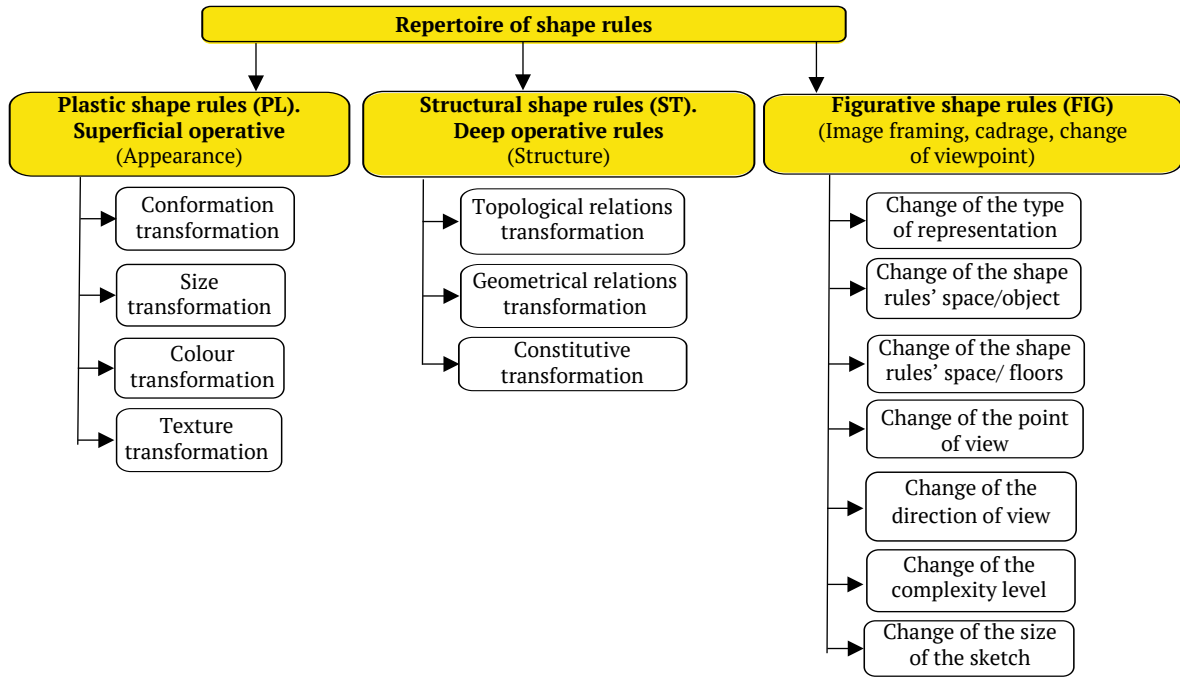 Repertoire of shape rules
Plastic shape rules (PL).
Superficial operative
(Appearance)
Conformation
transformation
Size
transformation
Colour
transformation
Texture
transformation
Structural shape rules (ST).
Deep operative rules
(Structure)
Topological relations
transformation
Geometrical relations
transformation
Constitutive
transformation
Figurative shape rules (FIG)
(Image framing, cadrage, change
of viewpoint)
Change of the type
of representation
Change of the shape
rules’ space/object
Change of the shape
rules’ space/ floors
Change of the point
of view
Change of the
direction of view
Change of the
complexity level
Change of the size
of the sketch